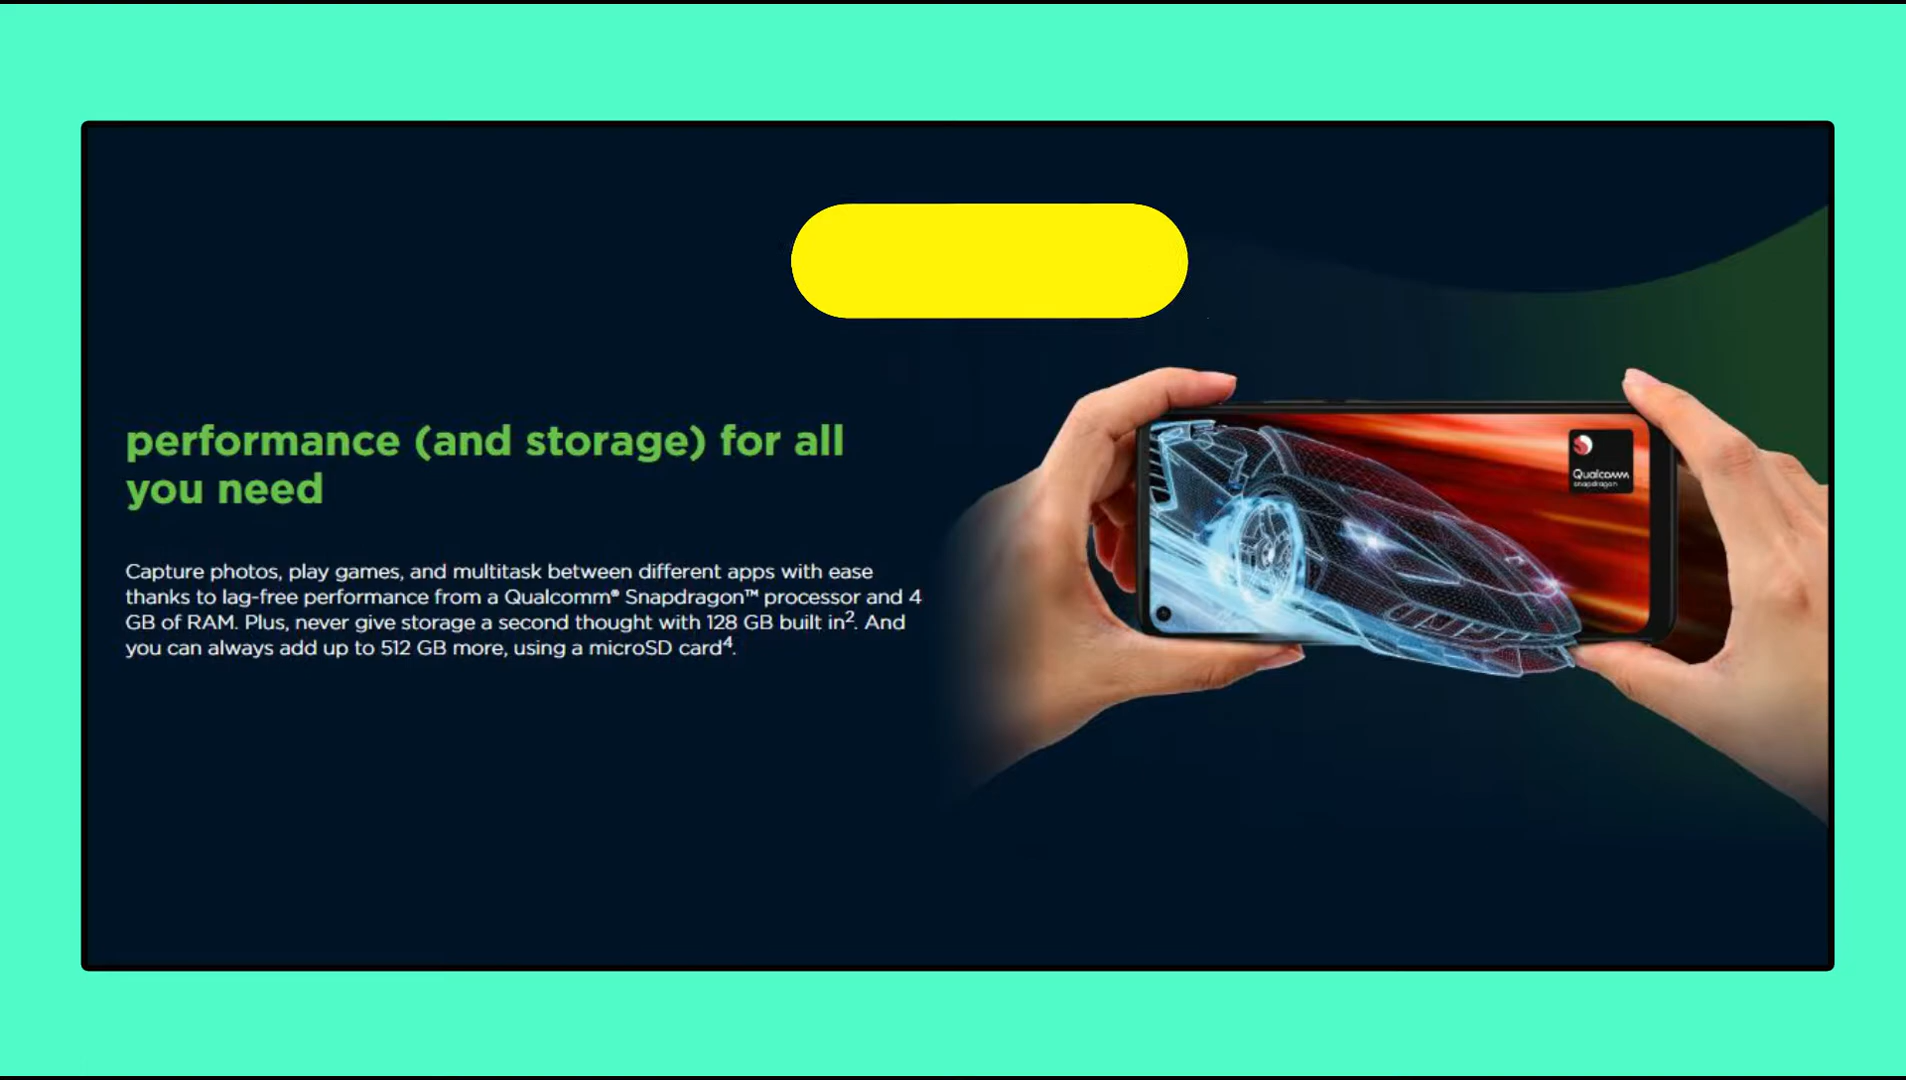 performance (and storage) for all
you need
Capture photos, play games, and multitask between different apps with ease
thanks to lag-free performance from a Qualcomm® Snapdragon™ processor and 4
GB of RAM. Plus, never give storage a second thought with 128 GB built in². And
you can always add up to 512 GB more, using a microSD card⁴.
Qualcomm
snapdragon